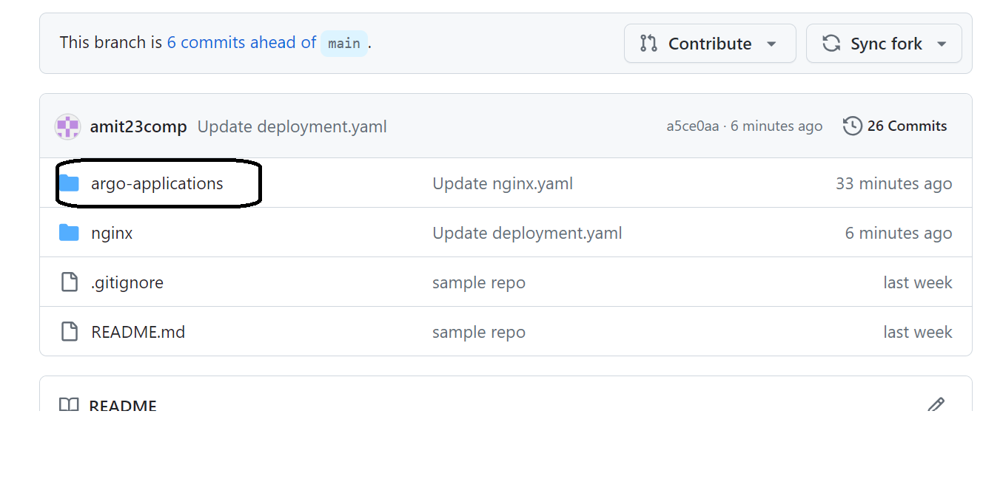 This branch is 6 commits ahead of main. Contribute Sync fork
amit23comp Update deployment.yaml a5ce0aa · 6 minutes ago 26 Commits
argo-applications Update nginx.yaml 33 minutes ago
nginx Update deployment.yaml 6 minutes ago
.gitignore sample repo last week
README.md sample repo last week
README